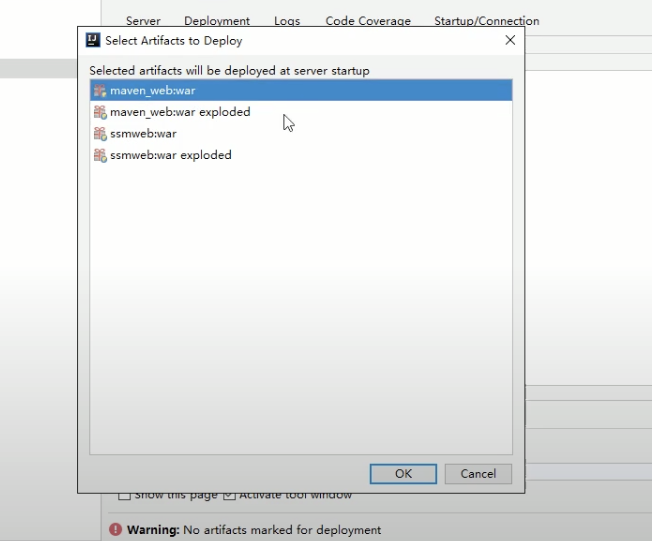 Server Deployment Logs Code Coverage Startup/Connection
Select Artifacts to Deploy
Selected artifacts will be deployed at server startup
maven_web:war
maven_web:war exploded
ssmweb:war
ssmweb:war exploded
OK Cancel
Show this page Activate tool window
Warning: No artifacts marked for deployment